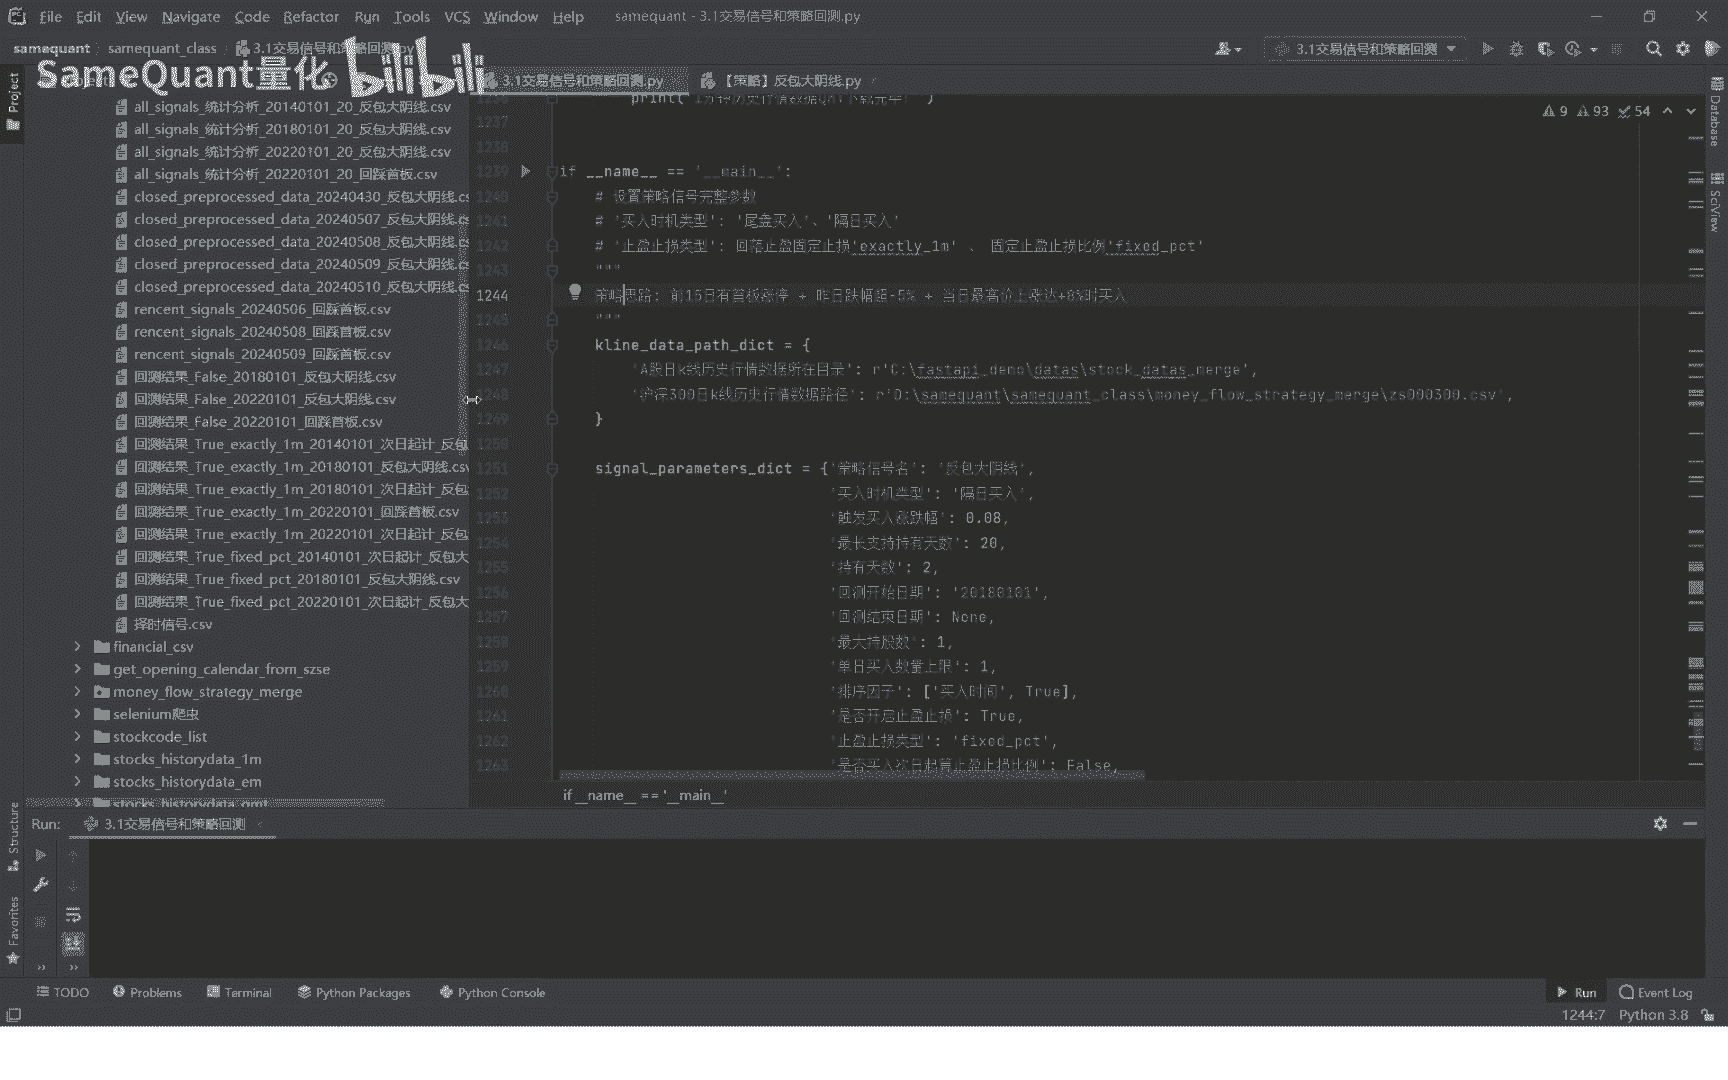 File Edit View Navigate Code Refactor Run Tools VCS Window Help samequant - 3.1交易信号和策略回测.py
samequant samequant_class 3.1交易信号和策略回测.py
3.1交易信号和策略回测
SameQuant量化 bilibili
3.1交易信号和策略回测.py 【策略】反包大阴线.py
Project
all_signals_统计分析_20140101_20_反包大阴线.csv
all_signals_统计分析_20180101_20_反包大阴线.csv
all_signals_统计分析_20220101_20_反包大阴线.csv
all_signals_统计分析_20220101_20_回踩首板.csv
closed_preprocessed_data_20240430_反包大阴线.cs
closed_preprocessed_data_20240507_反包大阴线.cs
closed_preprocessed_data_20240508_反包大阴线.cs
closed_preprocessed_data_20240509_反包大阴线.cs
closed_preprocessed_data_20240510_反包大阴线.cs
rencent_signals_20240506_回踩首板.csv
rencent_signals_20240508_回踩首板.csv
rencent_signals_20240509_回踩首板.csv
回测结果_False_20180101_反包大阴线.csv
回测结果_False_20220101_反包大阴线.csv
回测结果_False_20220101_回踩首板.csv
回测结果_True_exactly_1m_20140101_次日起计_反包
回测结果_True_exactly_1m_20180101_反包大阴线.csv
回测结果_True_exactly_1m_20180101_次日起计_反包
回测结果_True_exactly_1m_20220101_回踩首板.csv
回测结果_True_exactly_1m_20220101_次日起计_反包
回测结果_True_fixed_pct_20140101_次日起计_反包大
回测结果_True_fixed_pct_20180101_反包大阴线.csv
回测结果_True_fixed_pct_20220101_次日起计_反包大
择时信号.csv
financial_csv
get_opening_calendar_from_szse
money_flow_strategy_merge
selenium爬虫
stockcode_list
stocks_historydata_1m
stocks_historydata_em
stocks_historydata_qmt
9 93 54
1237
1238
1239 if __name__ == '__main__':
1240 # 设置策略信号完整参数
1241 # '买入时机类型': '尾盘买入'、'隔日买入'
1242 # '止盈止损类型': 回落止盈固定止损'exactly_1m' 、 固定止盈止损比例'fixed_pct'
1243 """
1244 策略思路: 前15日有首板涨停 + 昨日跌幅超-5% + 当日最高价上涨达+8%时买入
1245 """
1246 kline_data_path_dict = {
1247 'A股日k线历史行情数据所在目录': r'C:\fastapi_demo\datas\stock_datas_merge',
1248 '沪深300日k线历史行情数据路径': r'D:\samequant\samequant_class\money_flow_strategy_merge\zs000300.csv',
1249 }
1250
1251 signal_parameters_dict = {'策略信号名': '反包大阴线',
1252 '买入时机类型': '隔日买入',
1253 '触发买入涨跌幅': 0.08,
1254 '最长支持持有天数': 20,
1255 '持有天数': 2,
1256 '回测开始日期': '20180101',
1257 '回测结束日期': None,
1258 '最大持股数': 1,
1259 '单日买入数量上限': 1,
1260 '排序因子': ['买入时间', True],
1261 '是否开启止盈止损': True,
1262 '止盈止损类型': 'fixed_pct',
1263 '是否买入次日起算止盈止损比例': False,
if __name__ == '__main__'
Database
SciView
Structure
Favorites
Run: 3.1交易信号和策略回测
TODO Problems Terminal Python Packages Python Console Run Event Log
1244:7 Python 3.8